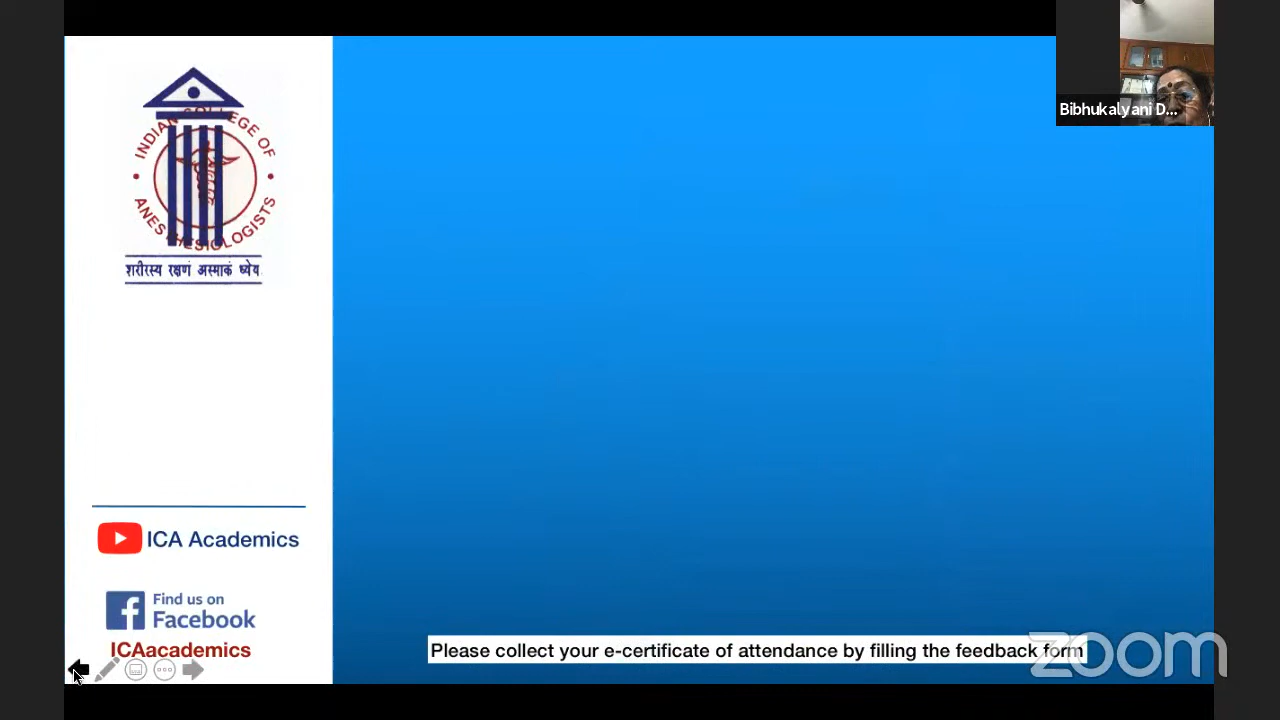 INDIAN COLLEGE OF
ANESTHESIOLOGISTS
शरीरस्य रक्षणं अस्माकं ध्येय
ICA Academics
Find us on
Facebook
ICAacademics
Bibhukalyani D...
Please collect your e-certificate of attendance by filling the feedback form
zoom